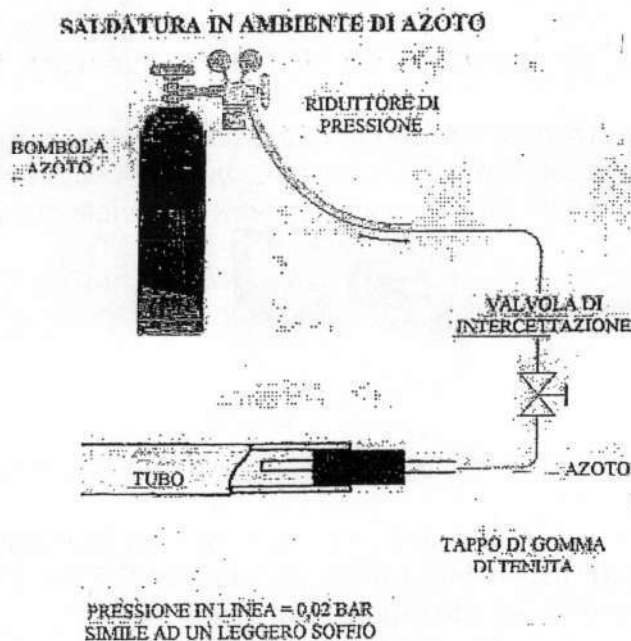 SALDATURA IN AMBIENTE DI AZOTO
RIDUTTORE DI
PRESSIONE
BOMBOLA
AZOTO
VALVOLA DI
INTERCETTAZIONE
TUBO
AZOTO
TAPPO DI GOMMA
DI TENUTA
PRESSIONE IN LINEA = 0,02 BAR
SIMILE AD UN LEGGERO SOFFIO